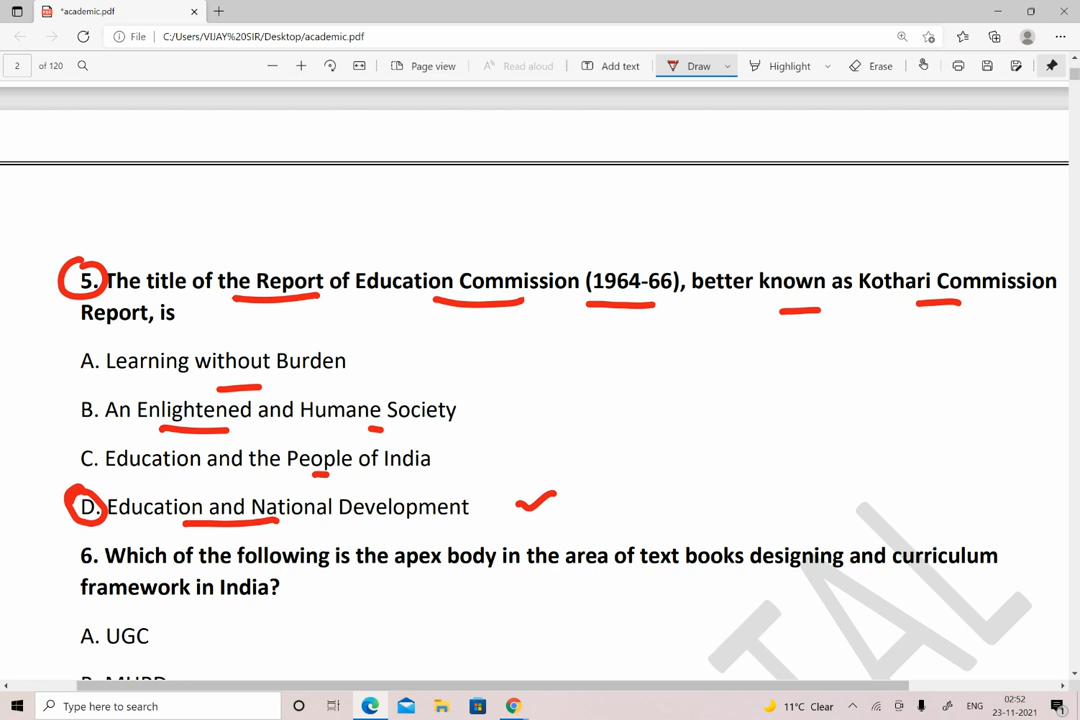 *academic.pdf
File C:/Users/VIJAY%20SIR/Desktop/academic.pdf
2 of 120 Page view Read aloud Add text Draw Highlight Erase
5. The title of the Report of Education Commission (1964-66), better known as Kothari Commission
Report, is
A. Learning without Burden
B. An Enlightened and Humane Society
C. Education and the People of India
D. Education and National Development
6. Which of the following is the apex body in the area of text books designing and curriculum
framework in India?
A. UGC
B. MHRD
TAL
Type here to search 11°C Clear ENG 02:52
23-11-2021
1